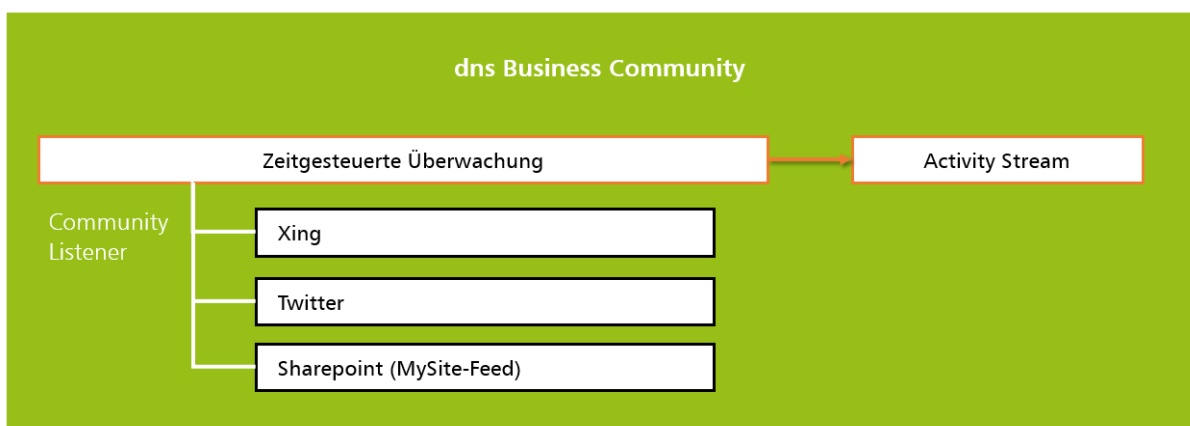 dns Business Community
Zeitgesteuerte Überwachung
Activity Stream
Community
Listener
Xing
Twitter
Sharepoint (MySite-Feed)